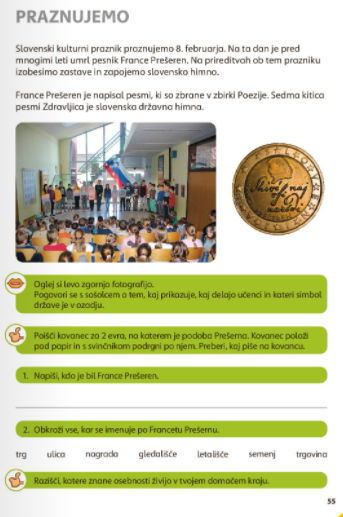 PRAZNUJEMO
Slovenski kulturni praznik praznujemo 8. februarja. Na ta dan je pred
mnogimi leti umrl pesnik France Prešeren. Na prireditvah ob tem prazniku
izobesimo zastave in zapojemo slovensko himno.
France Prešeren je napisal pesmi, ki so zbrane v zbirki Poezije. Sedma kitica
pesmi Zdravljica je slovenska državna himna.
Oglej si levo zgornjo fotografijo.
Pogovori se s sošolcem o tem, kaj prikazuje, kaj delajo učenci in kateri simbol
države je v ozadju.
Poišči kovanec za 2 evra, na katerem je podoba Prešerna. Kovanec položi
pod papir in s svinčnikom podrgni po njem. Preberi, kaj piše na kovancu.
1. Napiši, kdo je bil France Prešeren.
2. Obkroži vse, kar se imenuje po Francetu Prešernu.
trg ulica nagrada gledališče letališče semenj trgovina
Razišči, katere znane osebnosti živijo v tvojem domačem kraju.
55